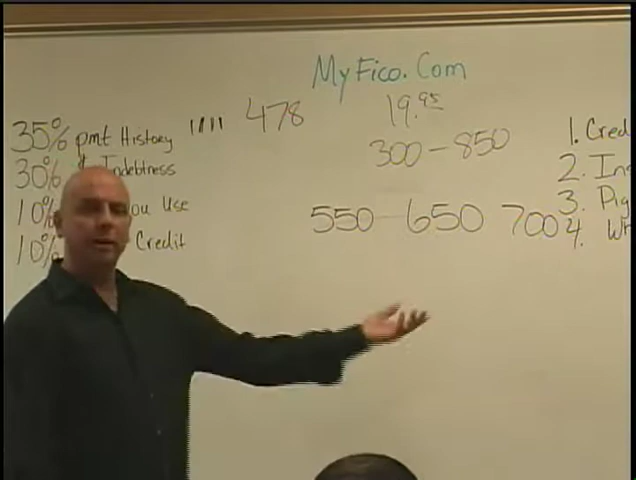 MyFico.Com
19.95
478
300 - 850
550 - 650 700
35% pmt History
30% Indebtness
10% you Use
10% Credit
1. Cred
2. In
3. Pig
4. Wh